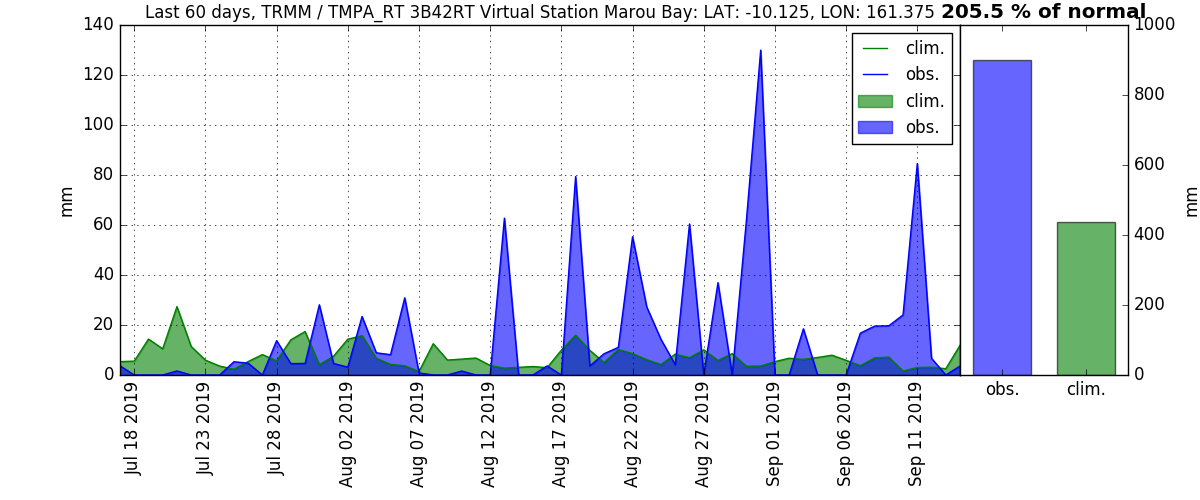 Last 60 days, TRMM / TMPA_RT 3B42RT Virtual Station Marou Bay: LAT: -10.125, LON: 161.375 205.5 % of normal
140
120
100
80
60
40
20
0
mm
clim.
obs.
clim.
obs.
Jul 18 2019
Jul 23 2019
Jul 28 2019
Aug 02 2019
Aug 07 2019
Aug 12 2019
Aug 17 2019
Aug 22 2019
Aug 27 2019
Sep 01 2019
Sep 06 2019
Sep 11 2019
1000
800
600
400
200
0
mm
obs.
clim.